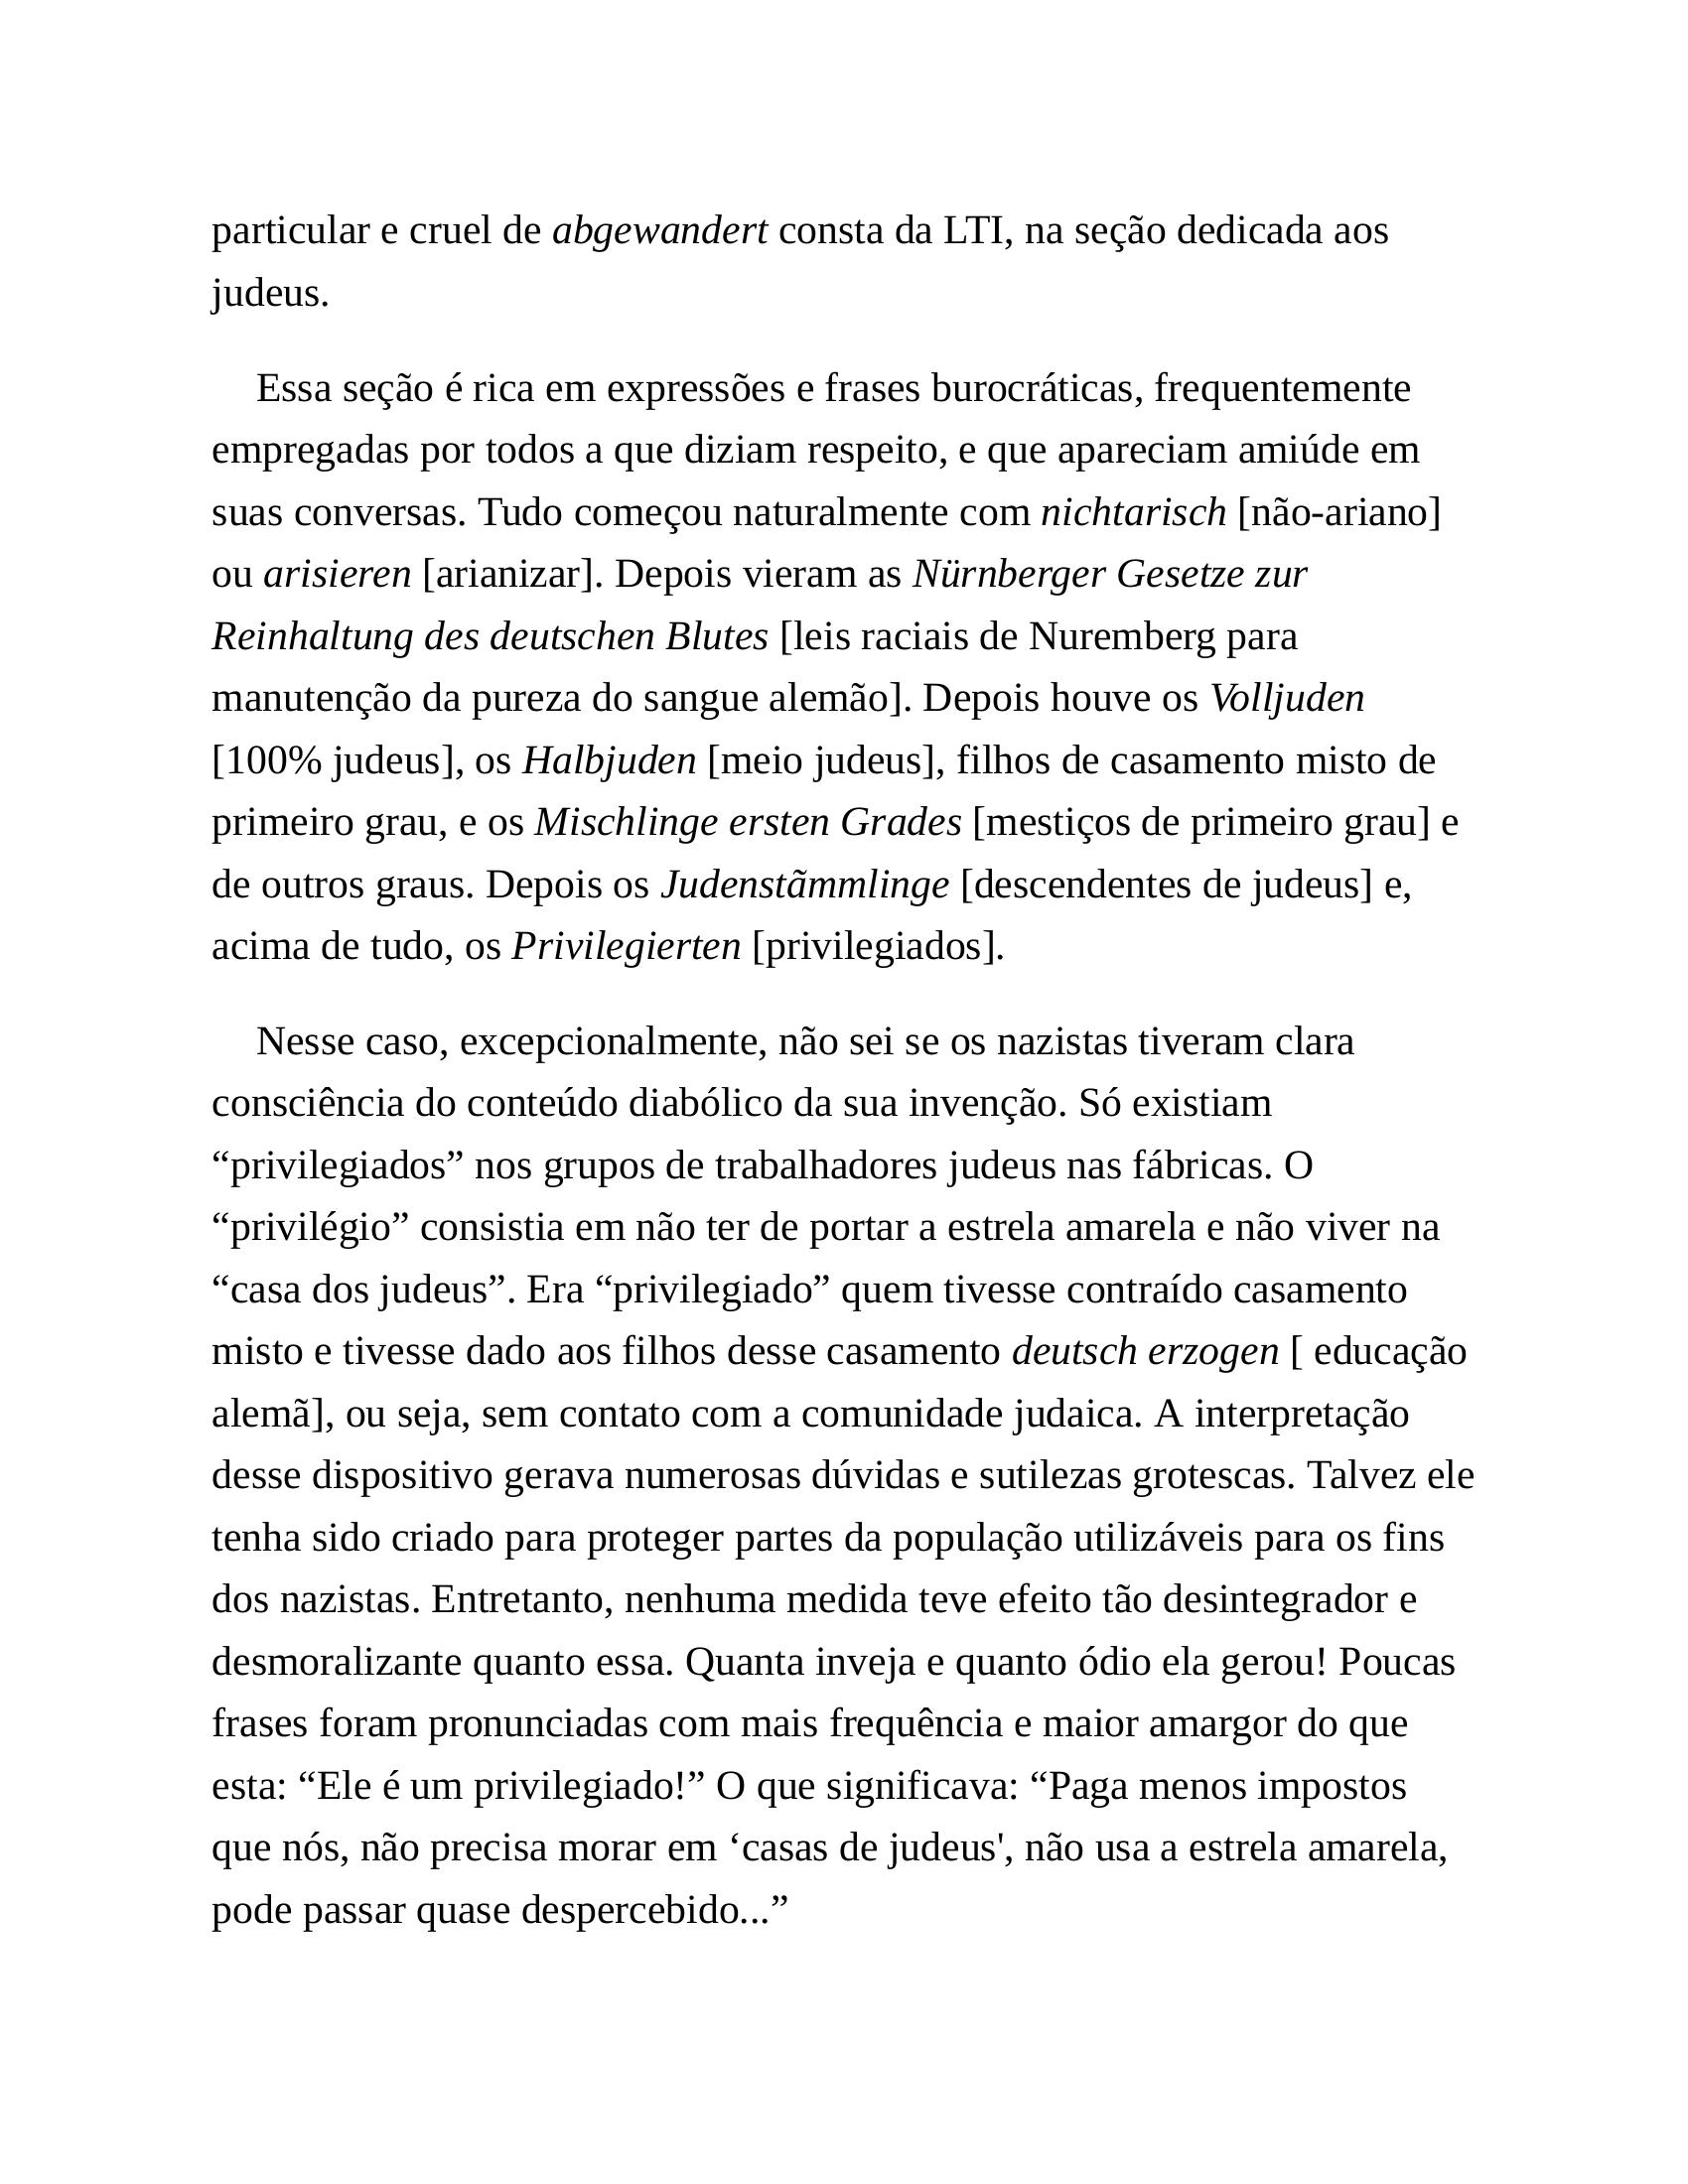 particular e cruel de abgewandert consta da LTI, na seção dedicada aos
judeus.
Essa seção é rica em expressões e frases burocráticas, frequentemente
empregadas por todos a que diziam respeito, e que apareciam amiúde em
suas conversas. Tudo começou naturalmente com nichtarisch [não-ariano]
ou arisieren [arianizar]. Depois vieram as Nürnberger Gesetze zur
Reinhaltung des deutschen Blutes [leis raciais de Nuremberg para
manutenção da pureza do sangue alemão]. Depois houve os Volljuden
[100% judeus], os Halbjuden [meio judeus], filhos de casamento misto de
primeiro grau, e os Mischlinge ersten Grades [mestiços de primeiro grau] e
de outros graus. Depois os Judenstãmmlinge [descendentes de judeus] e,
acima de tudo, os Privilegierten [privilegiados].
Nesse caso, excepcionalmente, não sei se os nazistas tiveram clara
consciência do conteúdo diabólico da sua invenção. Só existiam
“privilegiados” nos grupos de trabalhadores judeus nas fábricas. O
“privilégio” consistia em não ter de portar a estrela amarela e não viver na
“casa dos judeus”. Era “privilegiado” quem tivesse contraído casamento
misto e tivesse dado aos filhos desse casamento deutsch erzogen [ educação
alemã], ou seja, sem contato com a comunidade judaica. A interpretação
desse dispositivo gerava numerosas dúvidas e sutilezas grotescas. Talvez ele
tenha sido criado para proteger partes da população utilizáveis para os fins
dos nazistas. Entretanto, nenhuma medida teve efeito tão desintegrador e
desmoralizante quanto essa. Quanta inveja e quanto ódio ela gerou! Poucas
frases foram pronunciadas com mais frequência e maior amargor do que
esta: “Ele é um privilegiado!” O que significava: “Paga menos impostos
que nós, não precisa morar em ‘casas de judeus', não usa a estrela amarela,
pode passar quase despercebido...”